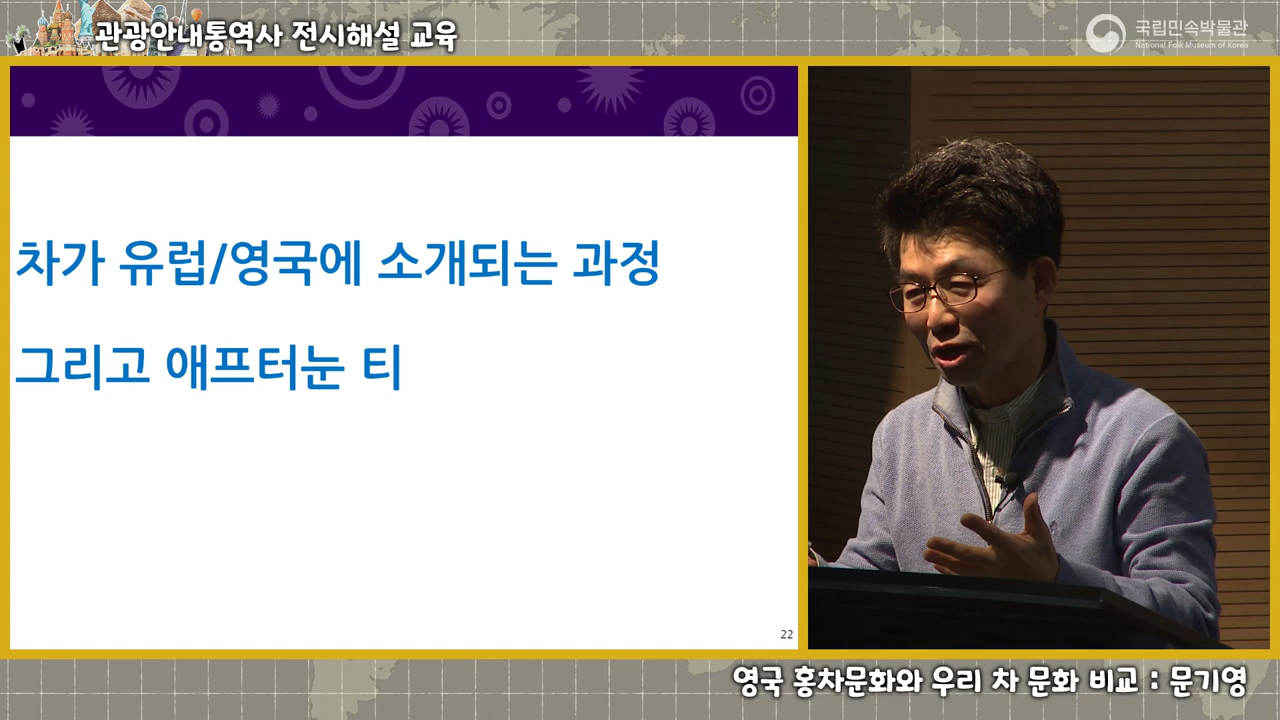 관광안내통역사 전시해설 교육
국립민속박물관
National Folk Museum of Korea
차가 유럽/영국에 소개되는 과정
그리고 애프터눈 티
22
영국 홍차문화와 우리 차 문화 비교 : 문기영